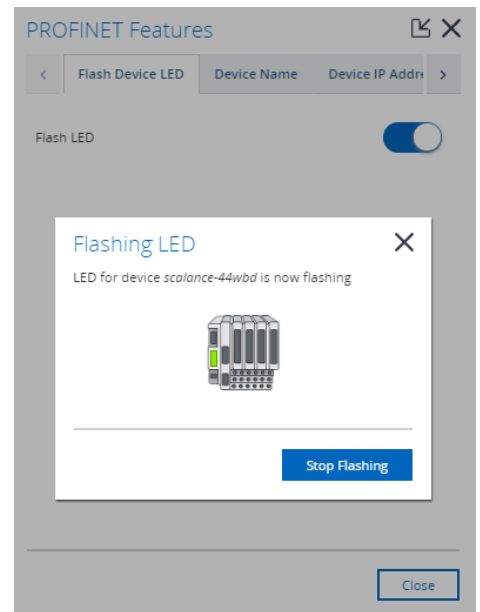 PROFINET Features
< Flash Device LED Device Name Device IP Addre >
Flash LED
Flashing LED
LED for device scalance-44wbd is now flashing
Stop Flashing
Close